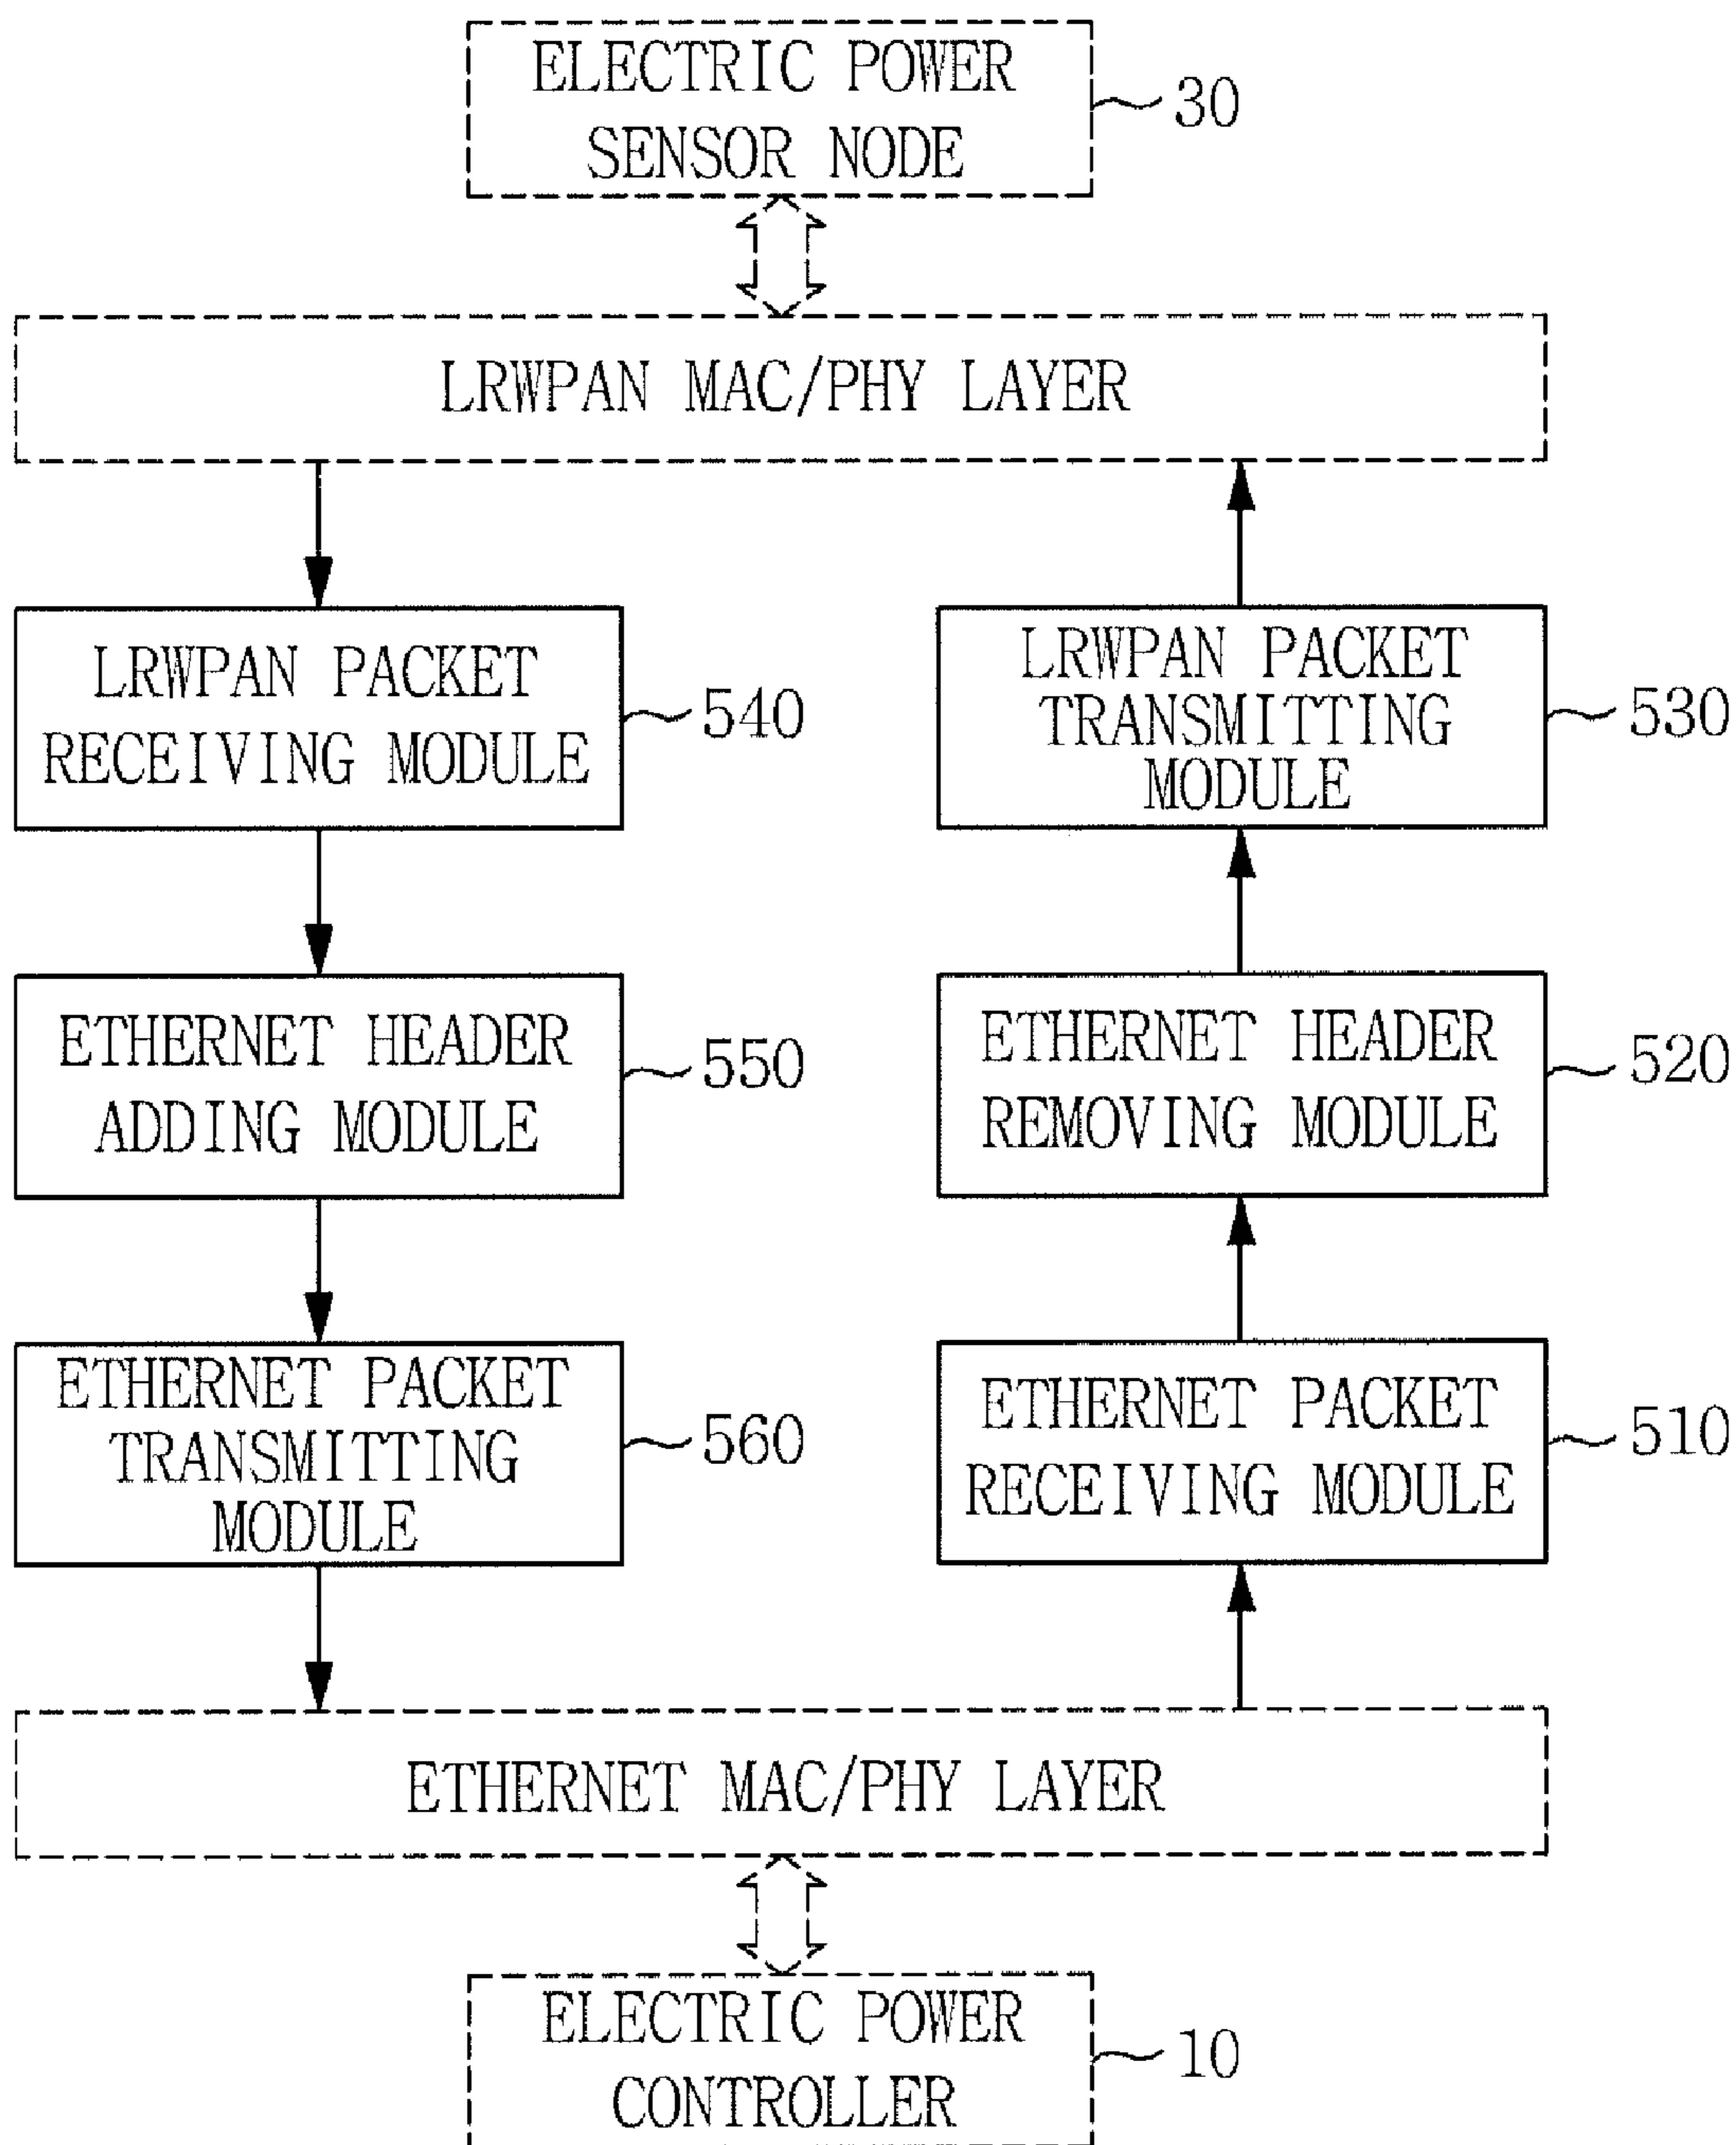 ELECTRIC POWER
SENSOR NODE
30
LRWPAN MAC/PHY LAYER
LRWPAN PACKET
RECEIVING MODULE
540
LRWPAN PACKET
TRANSMITTING
MODULE
530
ETHERNET HEADER
ADDING MODULE
550
ETHERNET HEADER
REMOVING MODULE
520
ETHERNET PACKET
TRANSMITTING
MODULE
560
ETHERNET PACKET
RECEIVING MODULE
510
ETHERNET MAC/PHY LAYER
ELECTRIC POWER
CONTROLLER
10